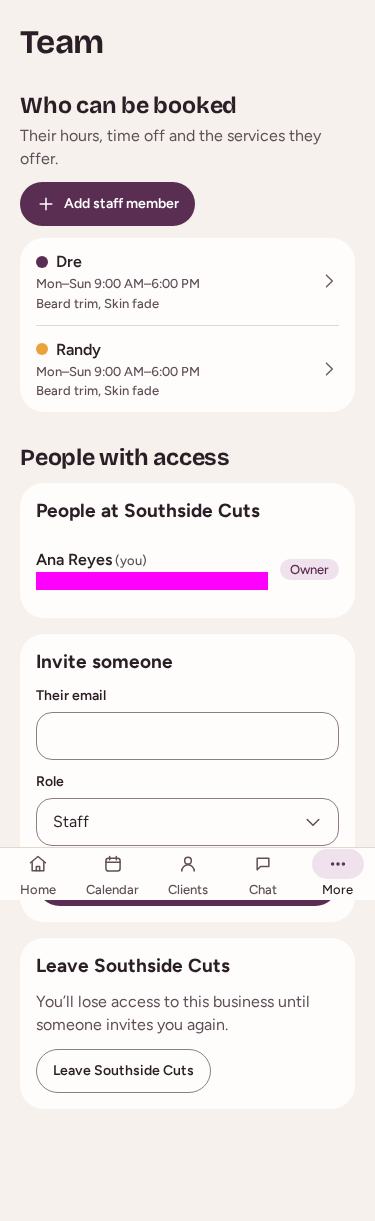 Team
Who can be booked
Their hours, time off and the services they
offer.
Add staff member
Dre
Mon–Sun 9:00 AM–6:00 PM
Beard trim, Skin fade
Randy
Mon–Sun 9:00 AM–6:00 PM
Beard trim, Skin fade
People with access
People at Southside Cuts
Ana Reyes (you)
Owner
Invite someone
Their email
Role
Staff
Home
Calendar
Clients
Chat
More
Leave Southside Cuts
You’ll lose access to this business until
someone invites you again.
Leave Southside Cuts